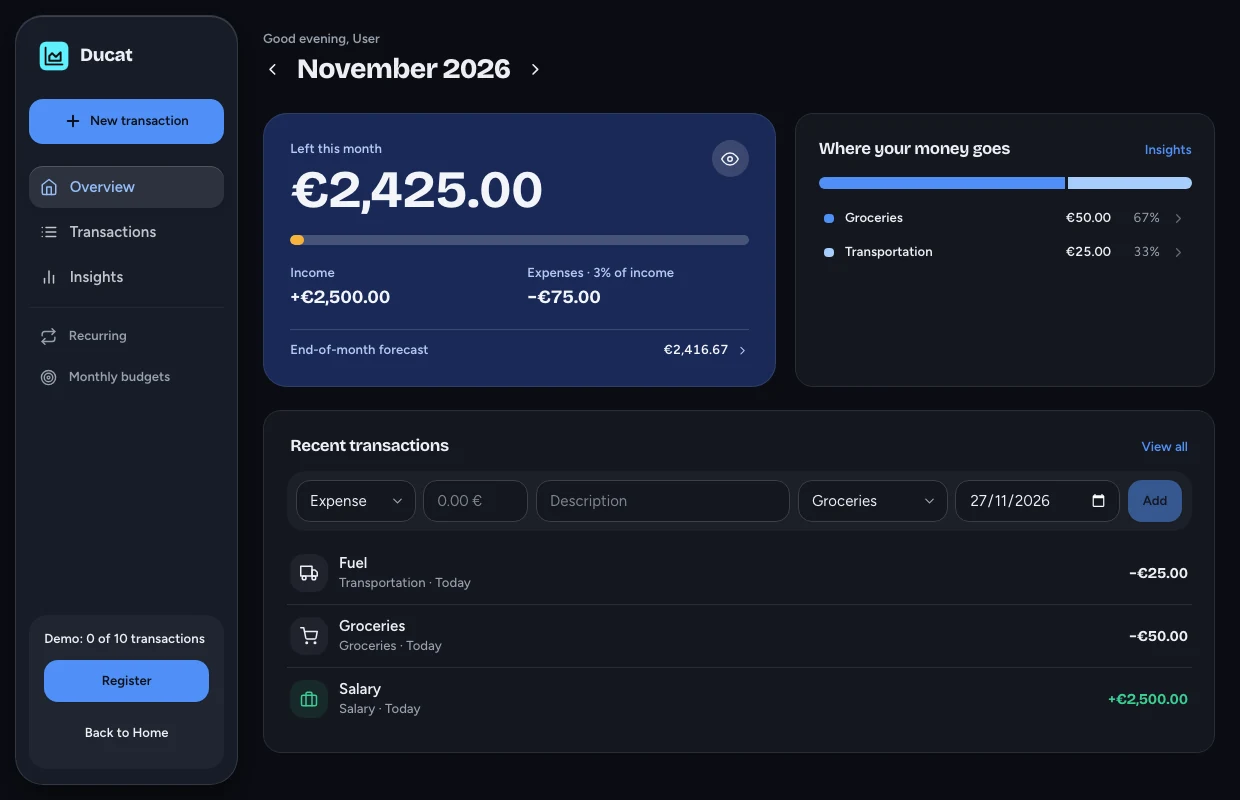 Ducat
New transaction
Overview
Transactions
Insights
Recurring
Monthly budgets
Demo: 0 of 10 transactions
Register
Back to Home
Good evening, User
November 2026
Left this month
€2,425.00
Income
+€2,500.00
Expenses · 3% of income
−€75.00
End-of-month forecast €2,416.67
Where your money goes Insights
Groceries €50.00 67%
Transportation €25.00 33%
Recent transactions View all
Expense 0.00 € Description Groceries 27/11/2026 Add
Fuel
Transportation · Today
−€25.00
Groceries
Groceries · Today
−€50.00
Salary
Salary · Today
+€2,500.00